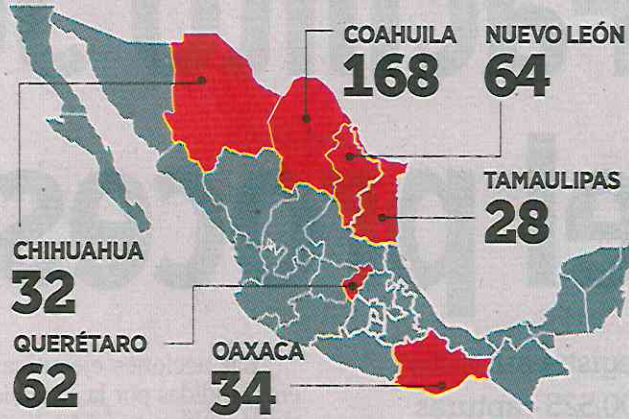 COAHUILA
168
NUEVO LEÓN
64
TAMAULIPAS
28
CHIHUAHUA
32
QUERÉTARO
62
OAXACA
34